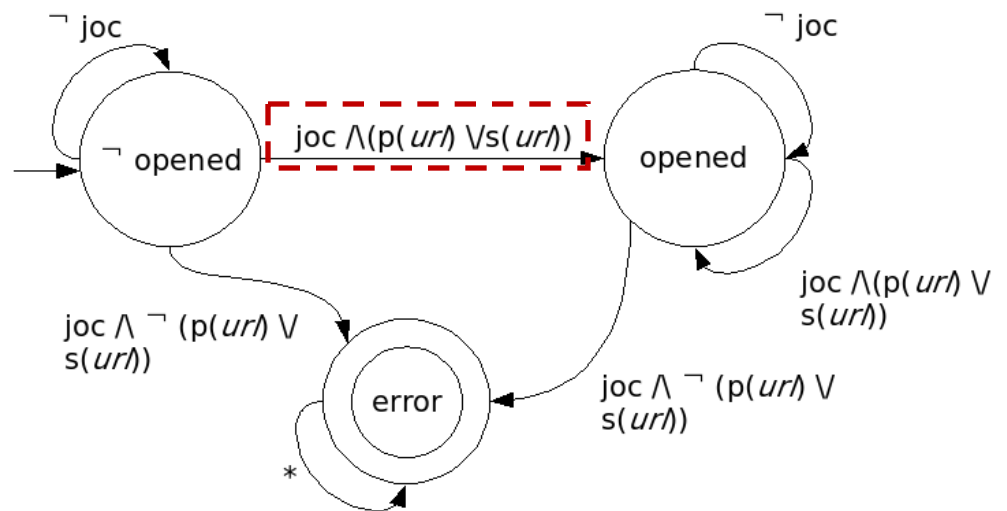 ¬ joc
¬ joc
joc /\(p(url) \/s(url))
¬ opened
opened
joc /\(p(url) \/
s(url))
joc /\ ¬ (p(url) \/
s(url))
joc /\ ¬ (p(url) \/
s(url))
error
*